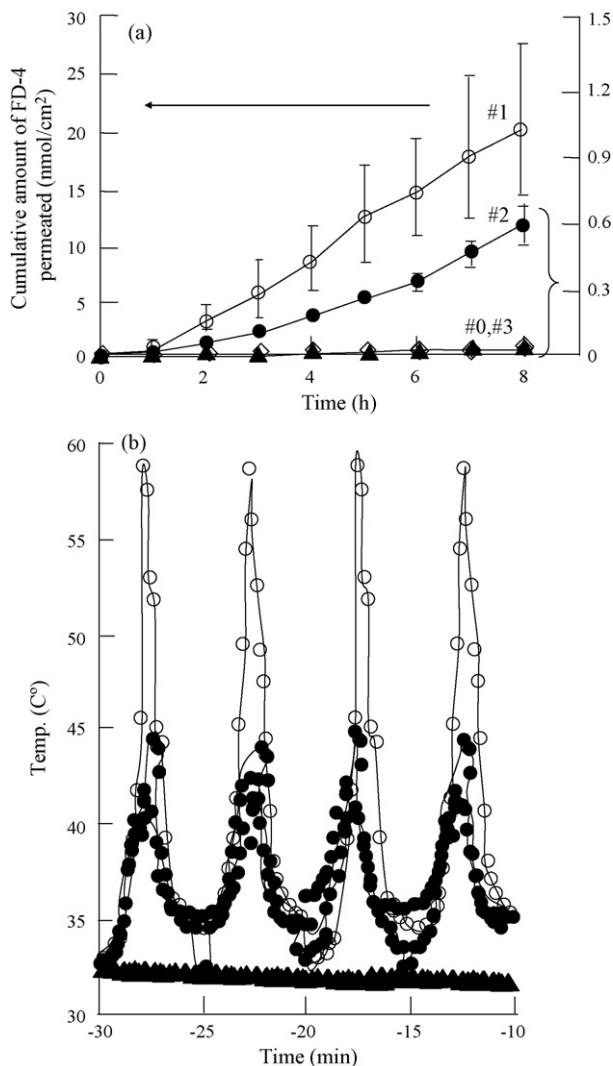 (a)
Cumulative amount of FD-4
permeated (nmol/cm2)
30
25
20
15
10
5
0
1.5
1.2
0.9
0.6
0.3
0
#1
#2
#0,#3
0 2 4 6 8
Time (h)
(b)
Temp. (Cº)
60
55
50
45
40
35
30
-30 -25 -20 -15 -10
Time (min)